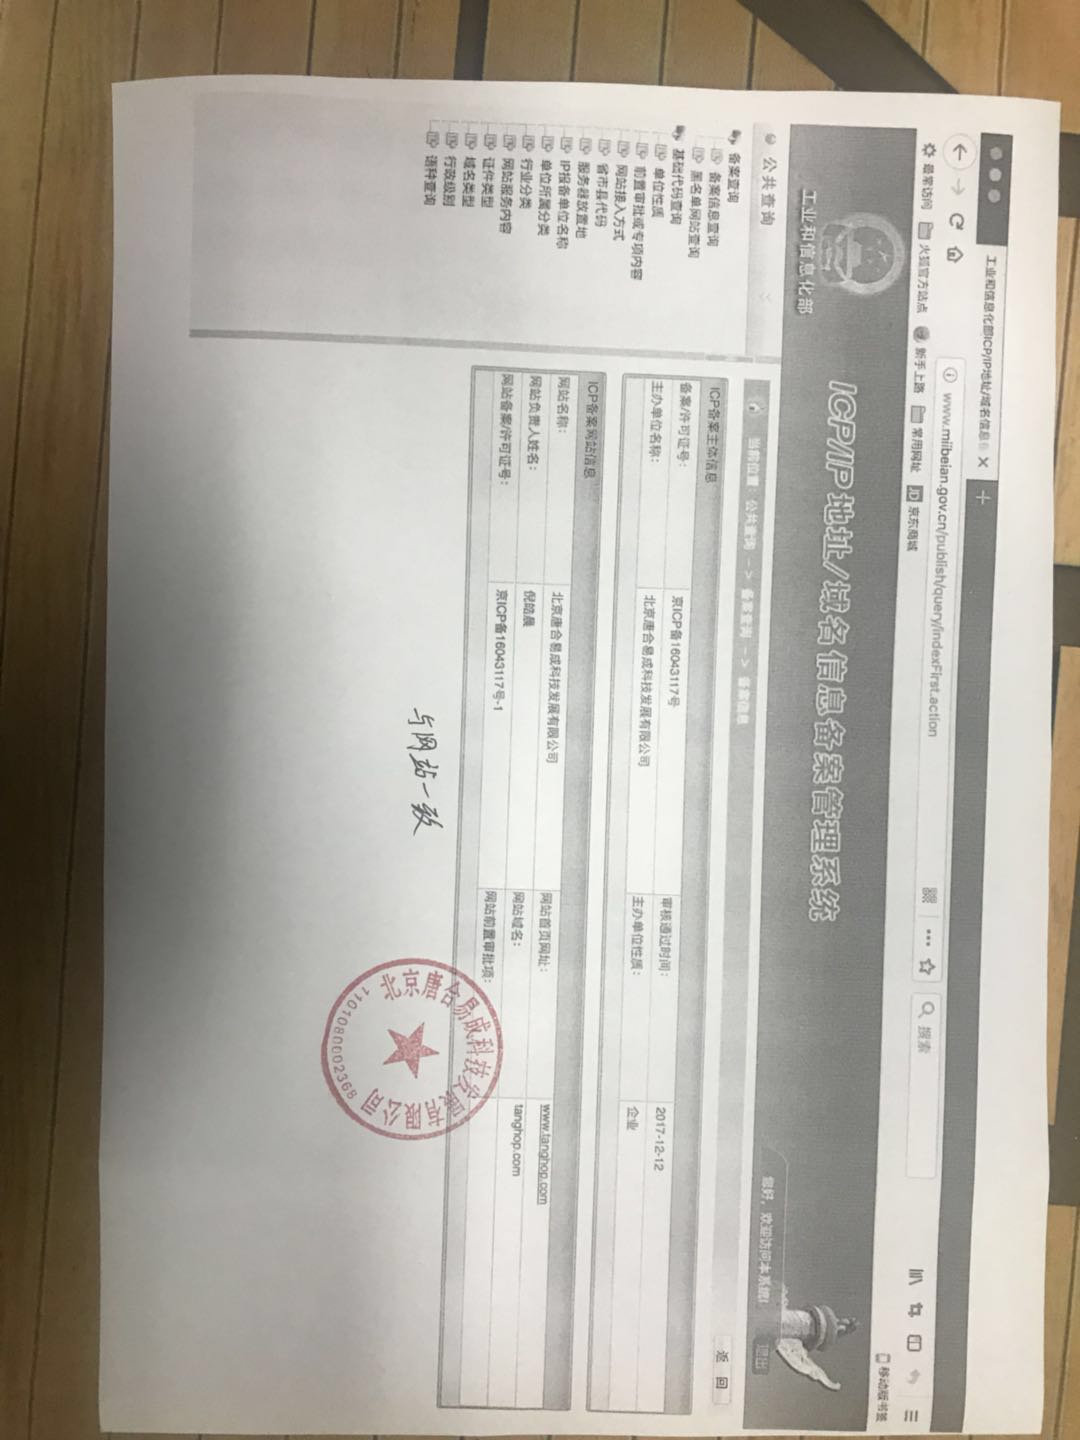 工业和信息化部ICP/IP地址/域名信息
www.miibeian.gov.cn/publish/query/indexFirst.action
搜索
最常访问 火狐官方站点 新手上路 常用网址 JD 京东商城
移动版书签
工业和信息化部
ICP/IP地址/域名信息备案管理系统
您好，欢迎访问本系统! 退出
公共查询
备案查询
备案信息查询
黑名单网站查询
基础代码查询
单位性质
前置审批或专项内容
网站接入方式
省市县代码
服务器放置地
IP报备单位名称
单位所属分类
行业分类
网站服务内容
证件类型
域名类型
行政级别
语种查询
当前位置：公共查询 --> 备案查询 --> 备案信息
返 回
ICP备案主体信息
备案/许可证号： 京ICP备16043117号 审核通过时间： 2017-12-12
主办单位名称： 北京唐合易成科技发展有限公司 主办单位性质： 企业
ICP备案网站信息
网站名称： 北京唐合易成科技发展有限公司 网站首页网址： www.tanghop.com
网站负责人姓名： 倪皓晨 网站域名： tanghop.com
网站备案/许可证号： 京ICP备16043117号-1 网站前置审批项：
与网站一致
北京唐合易成科技发展有限公司
1101080002368